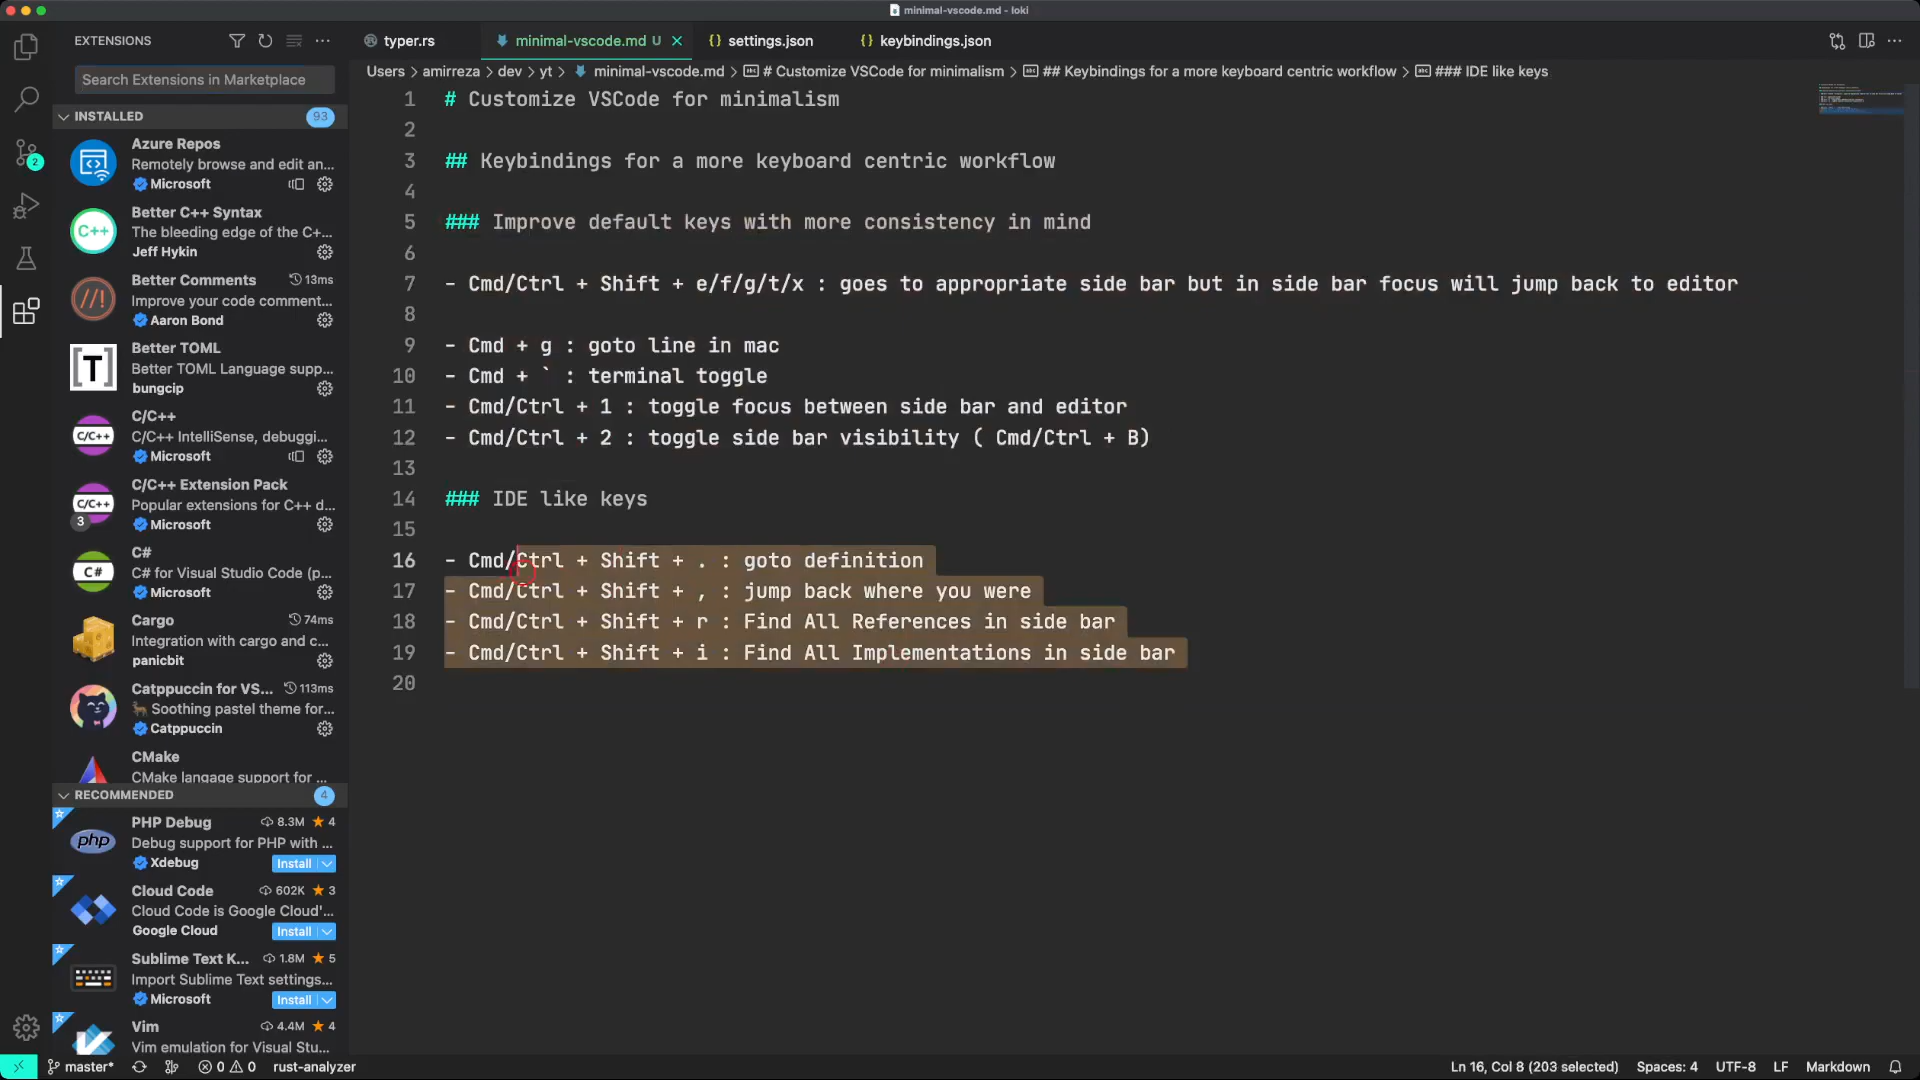 minimal-vscode.md - loki
EXTENSIONS
Search Extensions in Marketplace
INSTALLED 93
Azure Repos
Remotely browse and edit an...
Microsoft
Better C++ Syntax
The bleeding edge of the C+...
Jeff Hykin
Better Comments 13ms
Improve your code comment...
Aaron Bond
Better TOML
Better TOML Language supp...
bungcip
C/C++
C/C++ IntelliSense, debuggi...
Microsoft
C/C++ Extension Pack
Popular extensions for C++ d...
3
Microsoft
C#
C# for Visual Studio Code (p...
Microsoft
Cargo 74ms
Integration with cargo and c...
panicbit
Catppuccin for VS... 113ms
Soothing pastel theme for...
Catppuccin
CMake
CMake langage support for ...
RECOMMENDED 4
PHP Debug 8.3M 4
Debug support for PHP with ...
Xdebug Install
Cloud Code 602K 3
Cloud Code is Google Cloud'...
Google Cloud Install
Sublime Text K... 1.8M 5
Import Sublime Text settings...
Microsoft Install
Vim 4.4M 4
Vim emulation for Visual Stu...
2
C++
//!
[T]
C/C++
C/C++
C#
php
typer.rs minimal-vscode.md U {} settings.json {} keybindings.json
Users > amirreza > dev > yt > minimal-vscode.md > # Customize VSCode for minimalism > ## Keybindings for a more keyboard centric workflow > ### IDE like keys
1 # Customize VSCode for minimalism
2
3 ## Keybindings for a more keyboard centric workflow
4
5 ### Improve default keys with more consistency in mind
6
7 - Cmd/Ctrl + Shift + e/f/g/t/x : goes to appropriate side bar but in side bar focus will jump back to editor
8
9 - Cmd + g : goto line in mac
10 - Cmd + ` : terminal toggle
11 - Cmd/Ctrl + 1 : toggle focus between side bar and editor
12 - Cmd/Ctrl + 2 : toggle side bar visibility ( Cmd/Ctrl + B)
13
14 ### IDE like keys
15
16 - Cmd/Ctrl + Shift + . : goto definition
17 - Cmd/Ctrl + Shift + , : jump back where you were
18 - Cmd/Ctrl + Shift + r : Find All References in side bar
19 - Cmd/Ctrl + Shift + i : Find All Implementations in side bar
20
master* 0 0 rust-analyzer Ln 16, Col 8 (203 selected) Spaces: 4 UTF-8 LF Markdown